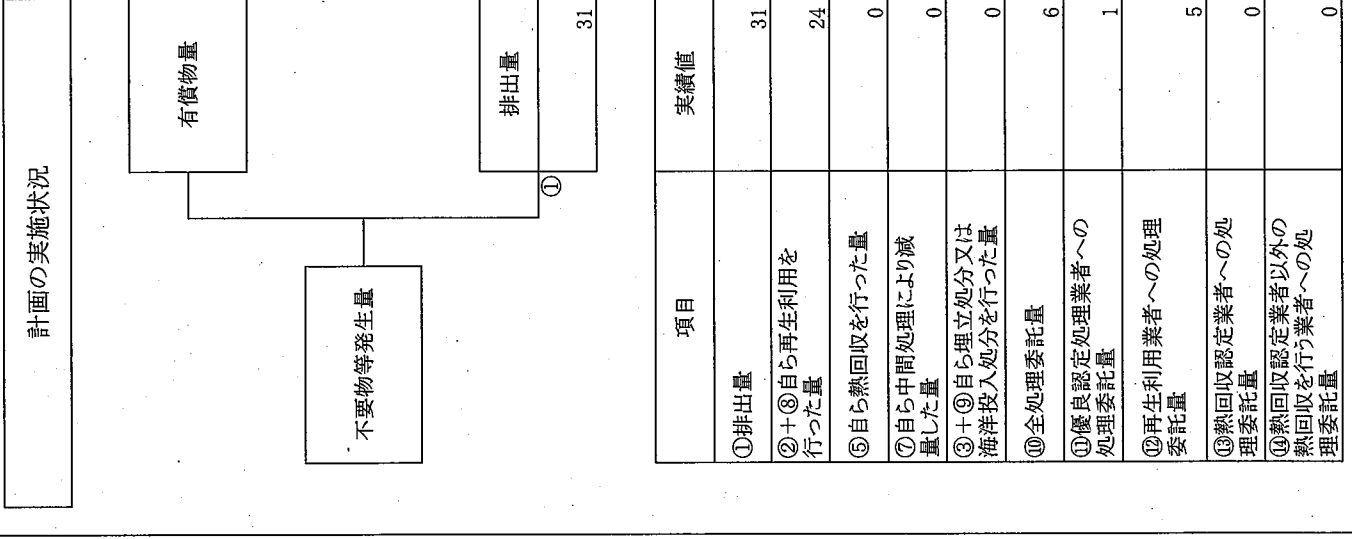 計画の実施状況
有償物量
不要物等発生量
排出量
①
31
項目
実績値
①排出量
31
②+⑧自ら再生利用を
行った量
24
⑤自ら熱回収を行った量
0
⑦自ら中間処理により減
量した量
0
③+⑨自ら埋立処分又は
海洋投入処分を行った量
0
⑩全処理委託量
6
⑪優良認定処理業者への
処理委託量
1
⑫再生利用業者への処理
委託量
5
⑬熱回収認定業者への処
理委託量
0
⑭熱回収認定業者以外の
熱回収を行う業者への処
理委託量
0